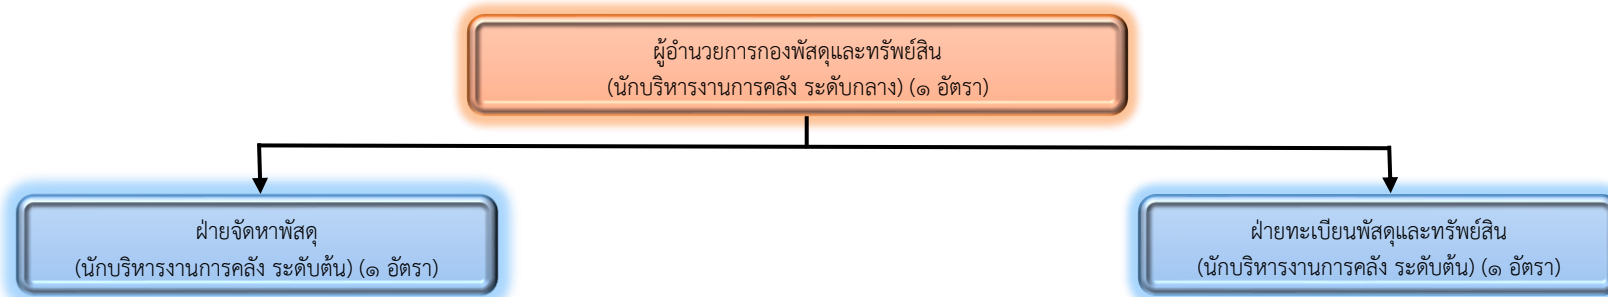 ผู้อำนวยการกองพัสดุและทรัพย์สิน
(นักบริหารงานการคลัง ระดับกลาง) (๑ อัตรา)
ฝ่ายจัดหาพัสดุ
(นักบริหารงานการคลัง ระดับต้น) (๑ อัตรา)
ฝ่ายทะเบียนพัสดุและทรัพย์สิน
(นักบริหารงานการคลัง ระดับต้น) (๑ อัตรา)